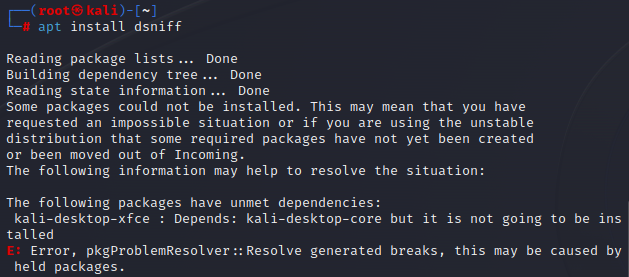 ┌──(root㉿kali)-[~]
└─# apt install dsniff
Reading package lists... Done
Building dependency tree... Done
Reading state information... Done
Some packages could not be installed. This may mean that you have
requested an impossible situation or if you are using the unstable
distribution that some required packages have not yet been created
or been moved out of Incoming.
The following information may help to resolve the situation:
The following packages have unmet dependencies:
 kali-desktop-xfce : Depends: kali-desktop-core but it is not going to be ins
talled
E: Error, pkgProblemResolver::Resolve generated breaks, this may be caused by
 held packages.